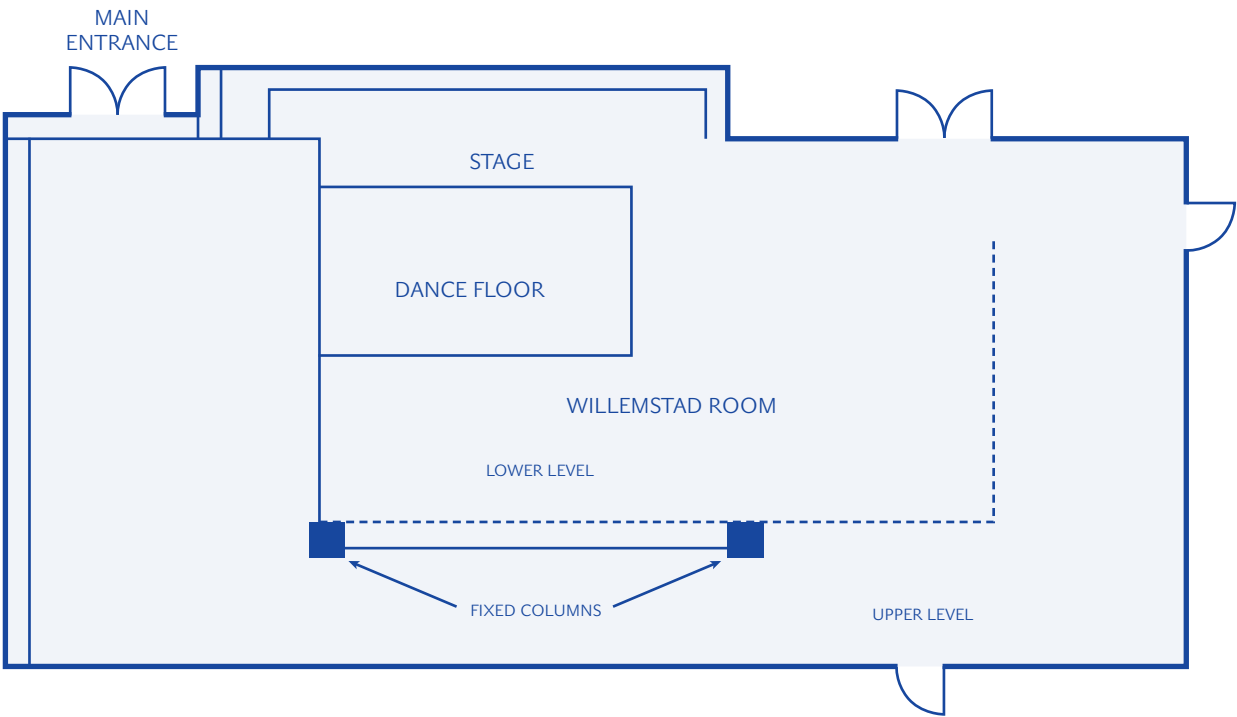 MAIN
ENTRANCE
STAGE
DANCE FLOOR
WILLEMSTAD ROOM
LOWER LEVEL
FIXED COLUMNS
UPPER LEVEL